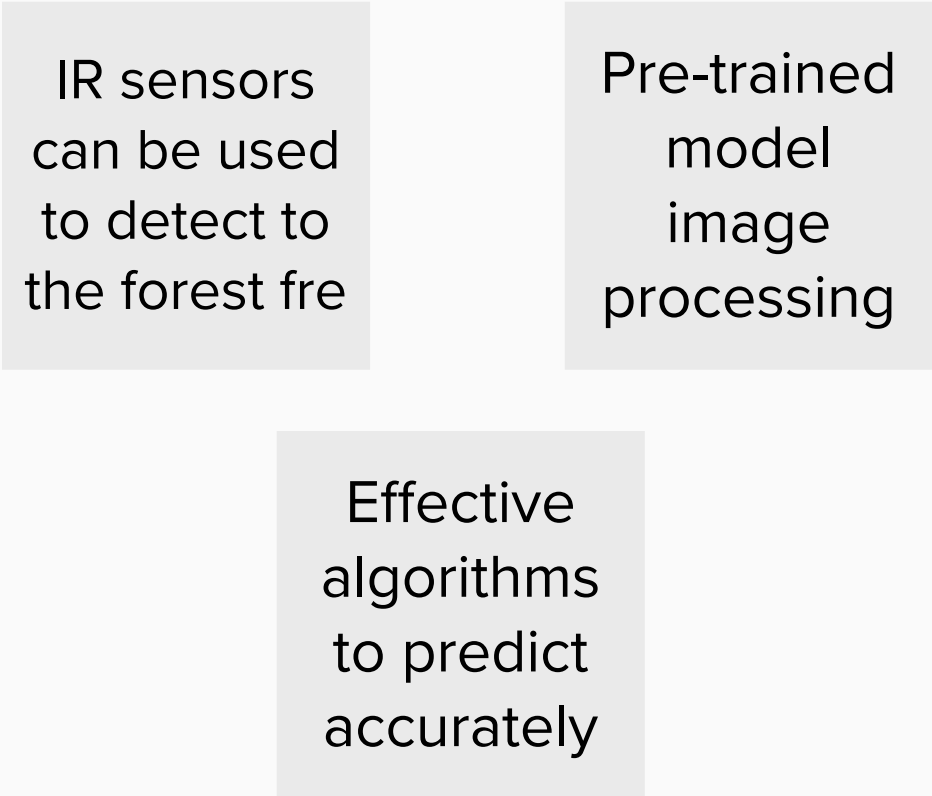 IR sensors
can be used
to detect to
the forest fre
Pre-trained
model
image
processing
Effective
algorithms
to predict
accurately